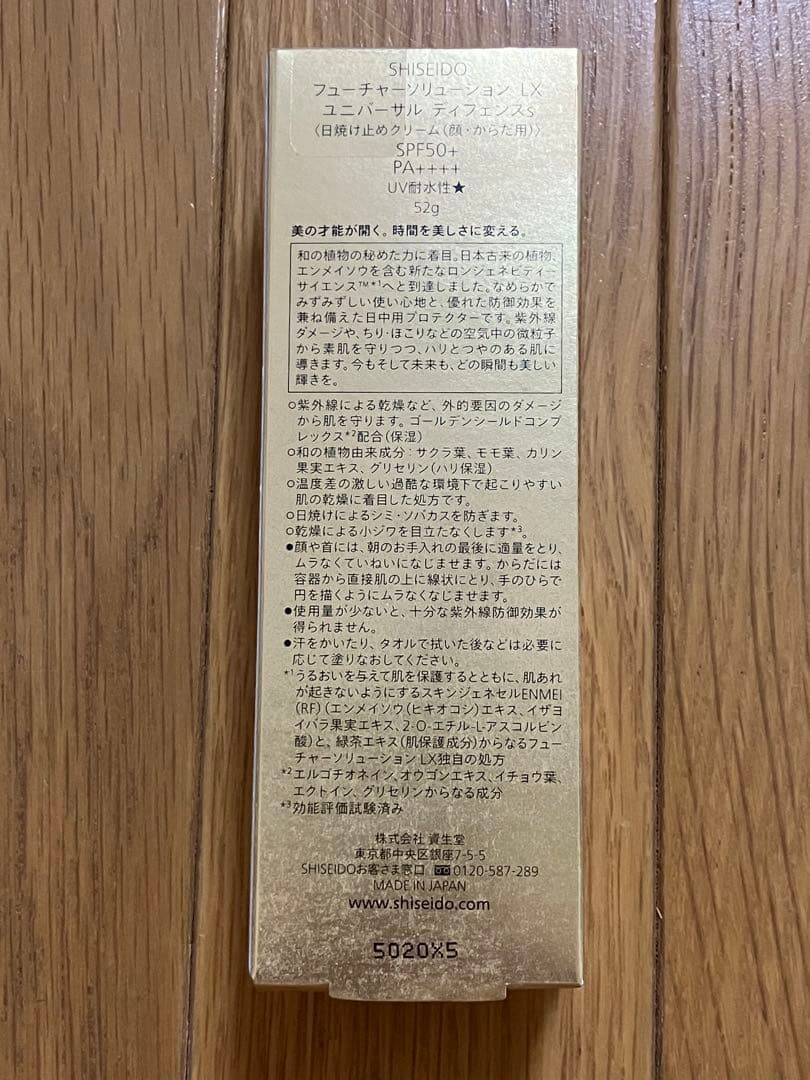 SHISEIDO
フューチャーソリューション LX
ユニバーサル ディフェンスs
〈日焼け止めクリーム(顔・からだ用)〉
SPF50+
PA++++
UV耐水性★
52g
美の才能が開く。時間を美しさに変える。
和の植物の秘めた力に着目。日本古来の植物、
エンメイソウを含む新たなロンジェネビティー
サイエンス™*1へと到達しました。なめらかで
みずみずしい使い心地と、優れた防御効果を
兼ね備えた日中用プロテクターです。紫外線
ダメージや、ちり・ほこりなどの空気中の微粒子
から素肌を守りつつ、ハリとつやのある肌に
導きます。今もそして未来も、どの瞬間も美しい
輝きを。
○紫外線による乾燥など、外的要因のダメージ
から肌を守ります。ゴールデンシールドコンプ
レックス*2配合(保湿)
○和の植物由来成分：サクラ葉、モモ葉、カリン
果実エキス、グリセリン(ハリ保湿)
○温度差の激しい過酷な環境下で起こりやすい
肌の乾燥に着目した処方です。
○日焼けによるシミ・ソバカスを防ぎます。
○乾燥による小ジワを目立たなくします*3。
●顔や首には、朝のお手入れの最後に適量をとり、
ムラなくていねいになじませます。からだには
容器から直接肌の上に線状にとり、手のひらで
円を描くようにムラなくなじませます。
●使用量が少ないと、十分な紫外線防御効果が
得られません。
●汗をかいたり、タオルで拭いた後などは必要に
応じて塗りなおしてください。
*1うるおいを与えて肌を保護するとともに、肌あれ
が起きないようにするスキンジェネセルENMEI
(RF)(エンメイソウ(ヒキオコシ)エキス、イザヨ
イバラ果実エキス、2-O-エチル-L-アスコルビン
酸)と、緑茶エキス(肌保護成分)からなるフュー
チャーソリューション LX独自の処方
*2エルゴチオネイン、オウゴンエキス、イチョウ葉、
エクトイン、グリセリンからなる成分
*3効能評価試験済み
株式会社 資生堂
東京都中央区銀座7-5-5
SHISEIDOお客さま窓口 0120-587-289
MADE IN JAPAN
www.shiseido.com
5020X5